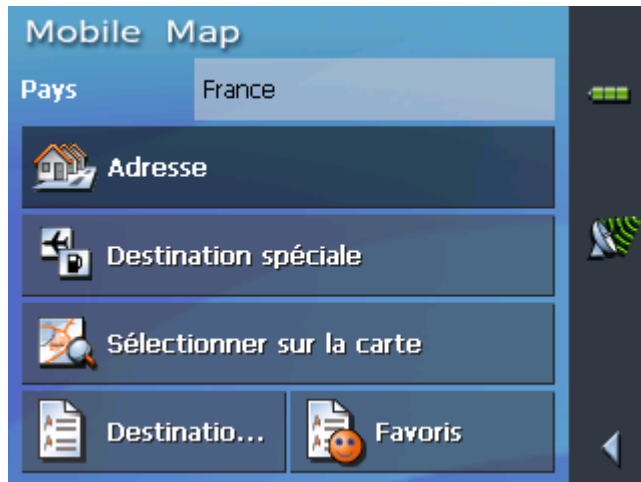 Mobile Map
Pays France
Adresse
Destination spéciale
Sélectionner sur la carte
Destinatio... Favoris